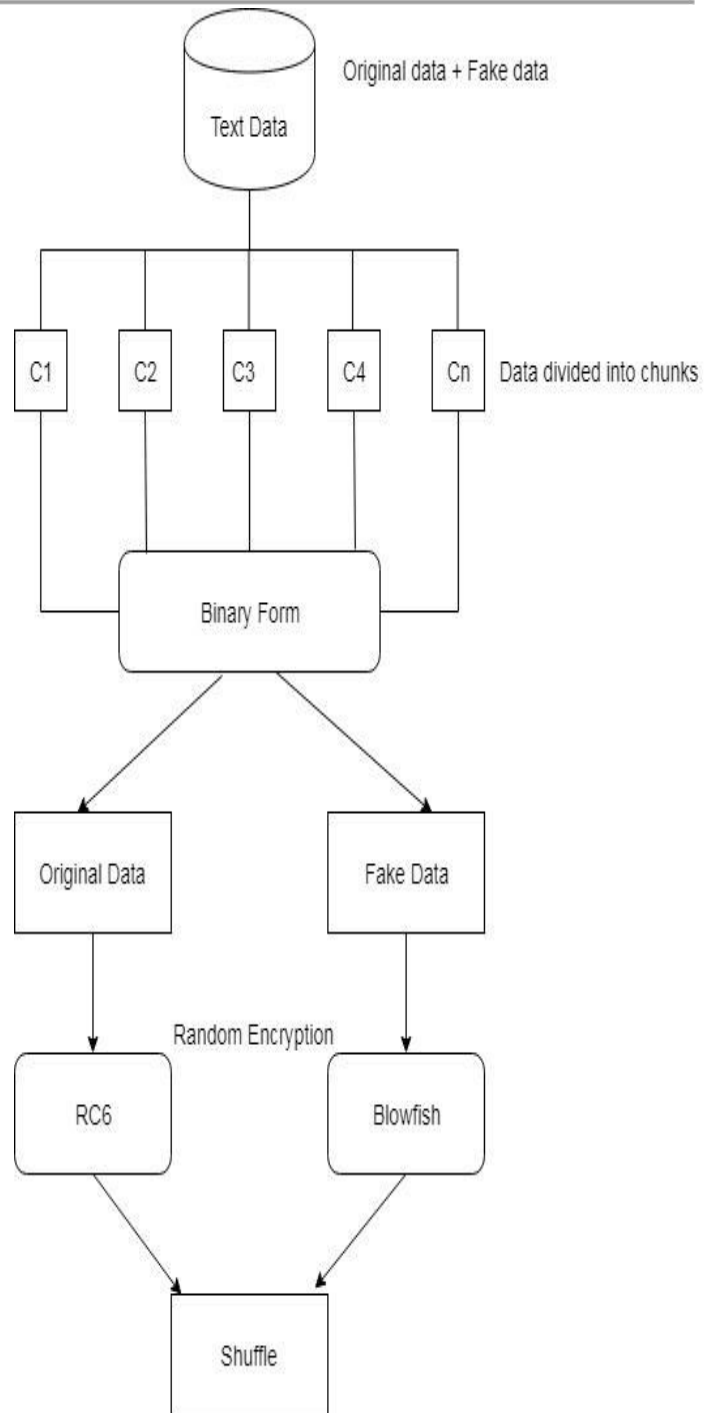 Original data + Fake data
Text Data
C1
C2
C3
C4
Cn
Data divided into chunks
Binary Form
Original Data
Fake Data
Random Encryption
RC6
Blowfish
Shuffle